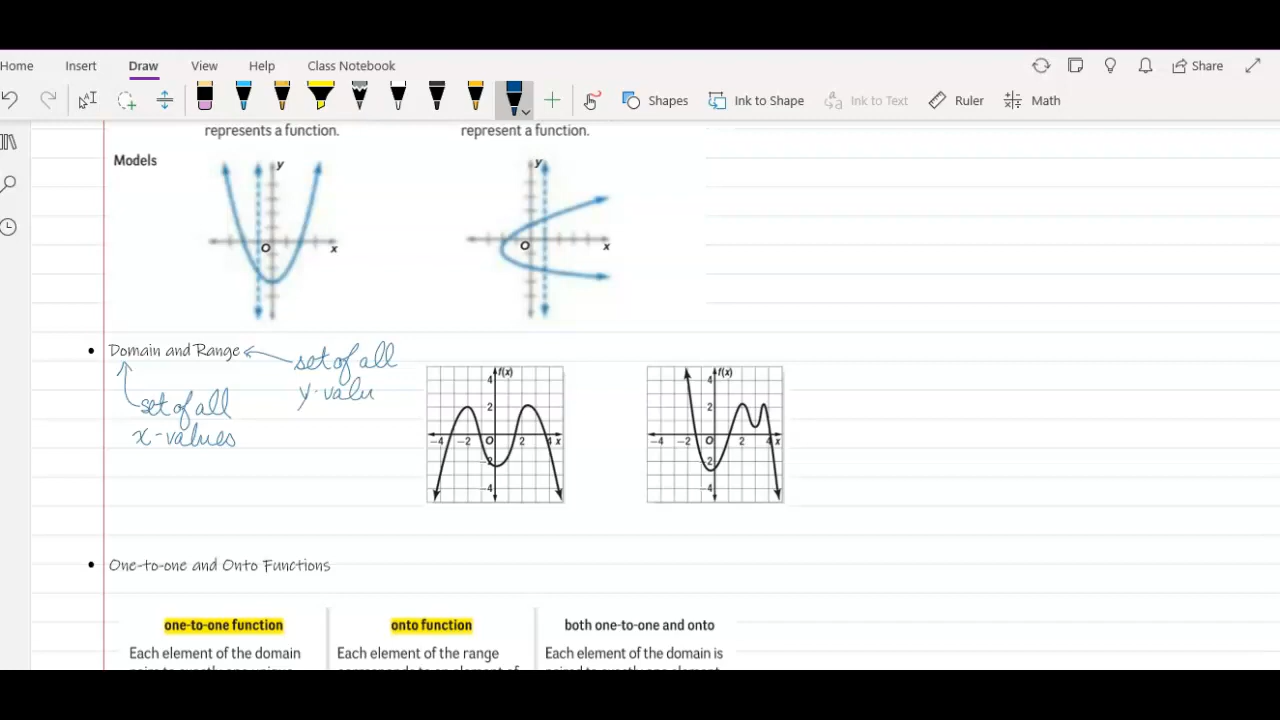 Home Insert Draw View Help Class Notebook Share
Shapes Ink to Shape Ink to Text Ruler Math
represents a function. represent a function.
Models
y
O x
y
O x
• Domain and Range
set of all
y-valu
set of all
x-values
f(x)
4
2
-4 -2 O 2 4 x
-2
-4
f(x)
4
2
-4 -2 O 2 4 x
-2
-4
• One-to-one and Onto Functions
one-to-one function onto function both one-to-one and onto
Each element of the domain Each element of the range Each element of the domain is